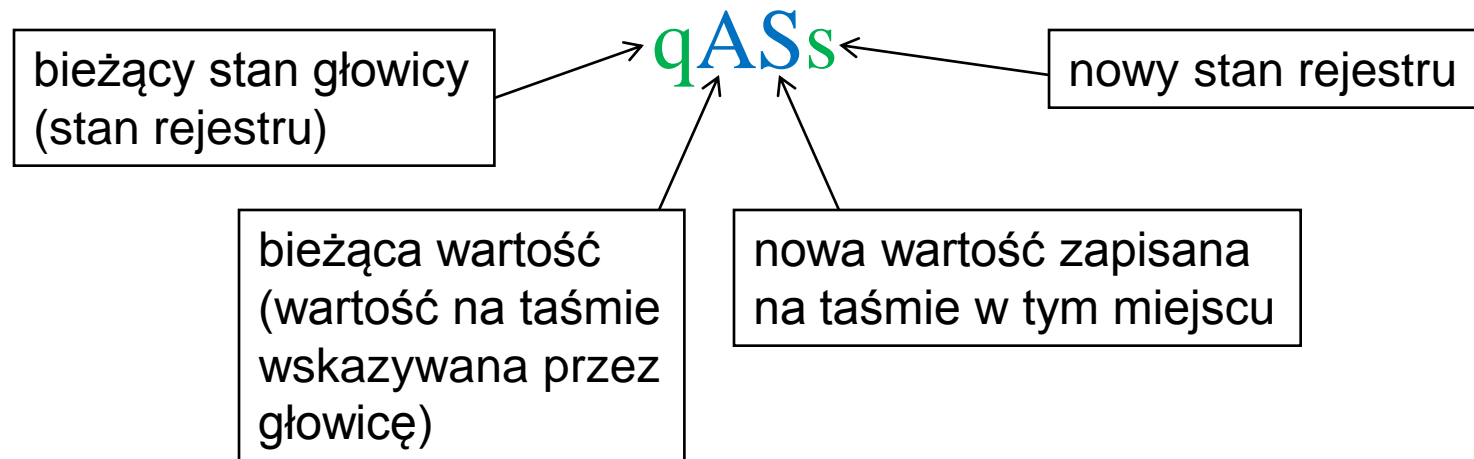 qASs
bieżący stan głowicy
(stan rejestru)
nowy stan rejestru
bieżąca wartość
(wartość na taśmie
wskazywana przez
głowicę)
nowa wartość zapisana
na taśmie w tym miejscu